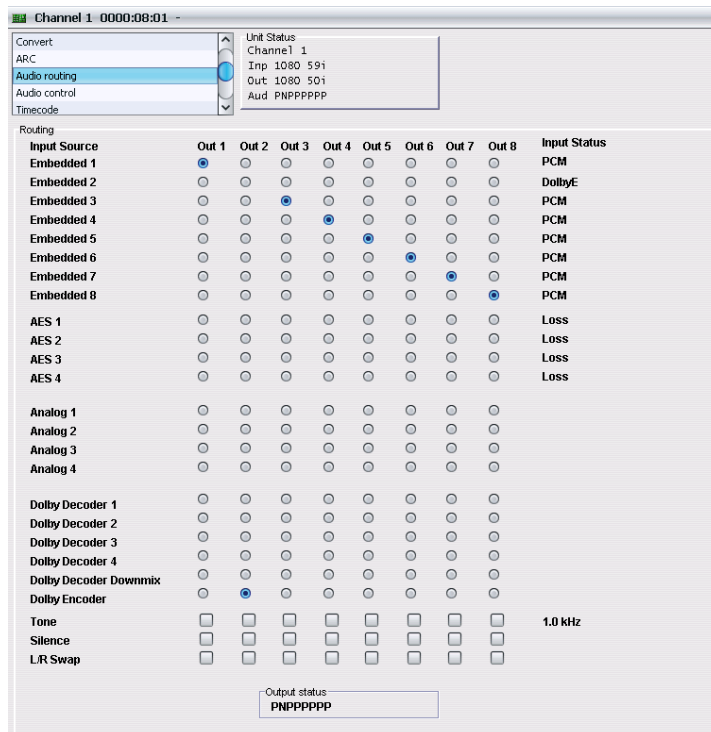 Channel 1 0000:08:01 -
Convert
ARC
Audio routing
Audio control
Timecode
Unit Status
Channel 1
Inp 1080 59i
Out 1080 50i
Aud PNPPPPPP
Routing
Input Source Out 1 Out 2 Out 3 Out 4 Out 5 Out 6 Out 7 Out 8 Input Status
Embedded 1 PCM
Embedded 2 DolbyE
Embedded 3 PCM
Embedded 4 PCM
Embedded 5 PCM
Embedded 6 PCM
Embedded 7 PCM
Embedded 8 PCM
AES 1 Loss
AES 2 Loss
AES 3 Loss
AES 4 Loss
Analog 1
Analog 2
Analog 3
Analog 4
Dolby Decoder 1
Dolby Decoder 2
Dolby Decoder 3
Dolby Decoder 4
Dolby Decoder Downmix
Dolby Encoder
Tone 1.0 kHz
Silence
L/R Swap
Output status
PNPPPPPP